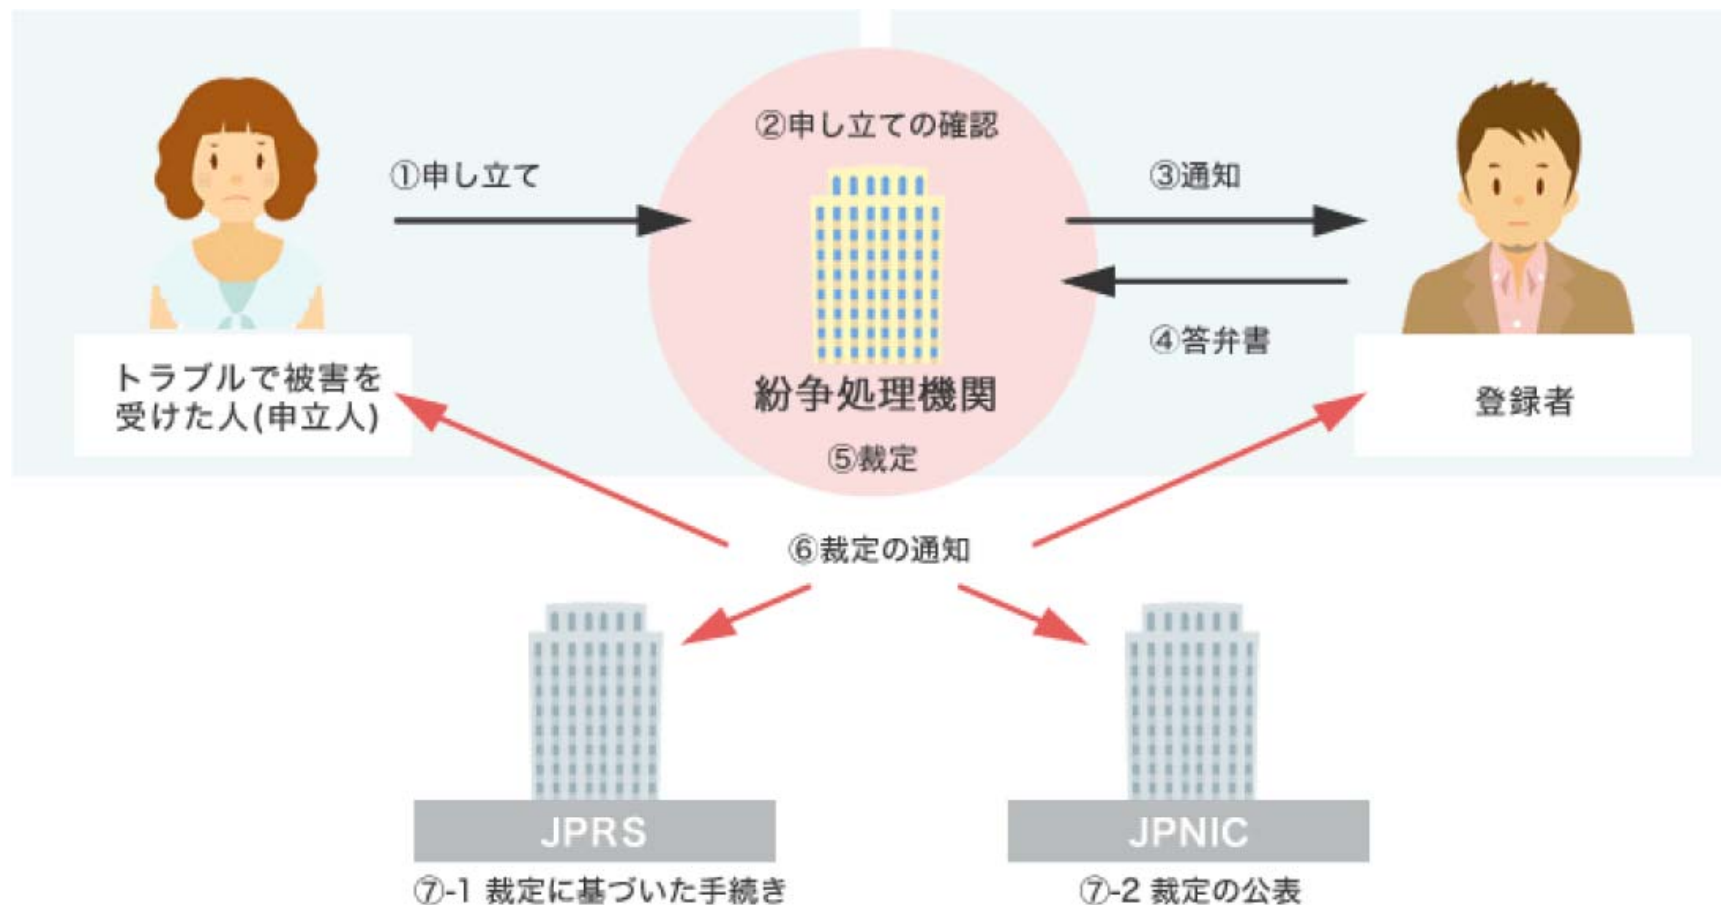 ②申し立ての確認
①申し立て
③通知
④答弁書
紛争処理機関
トラブルで被害を
受けた人(申立人)
登録者
⑤裁定
⑥裁定の通知
JPRS
JPNIC
⑦-1 裁定に基づいた手続き
⑦-2 裁定の公表